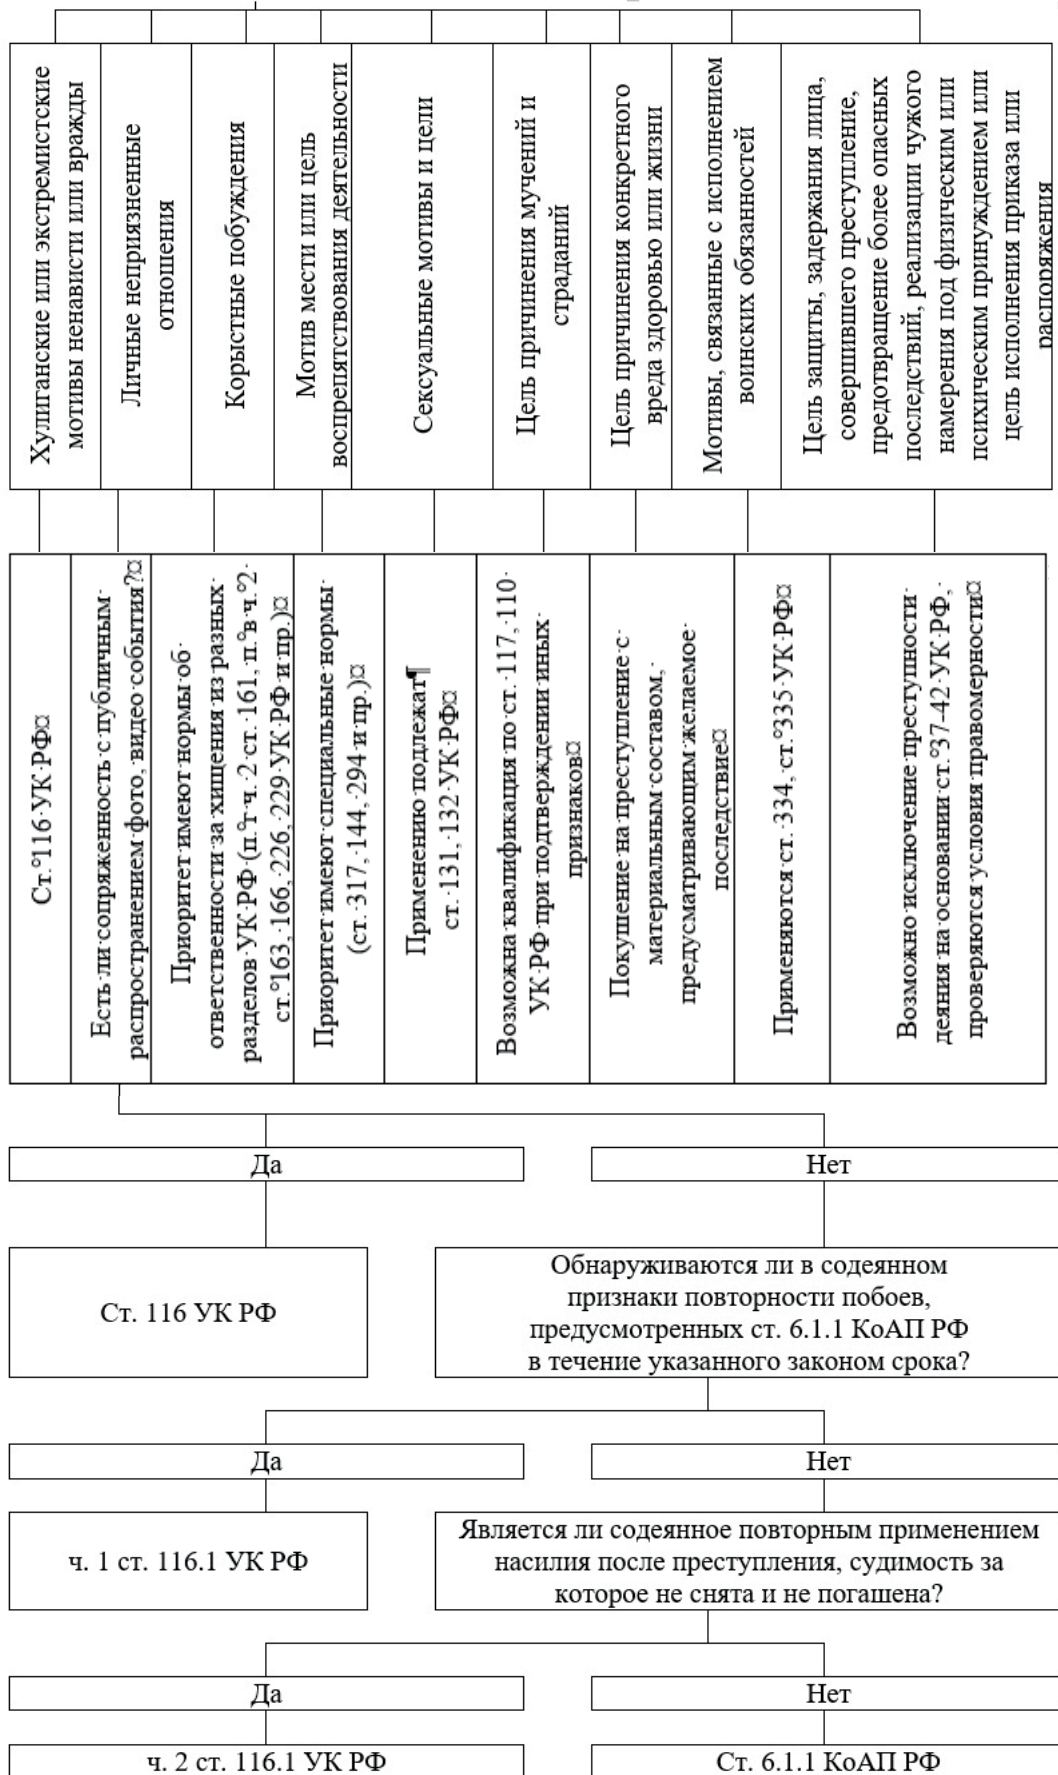 Хулиганские или экстремистские
мотивы ненависти или вражды
Личные неприязненные
отношения
Корыстные побуждения
Мотив мести или цель
воспрепятствования деятельности
Сексуальные мотивы и цели
Цель причинения мучений и
страданий
Цель причинения конкретного
вреда здоровью или жизни
Мотивы, связанные с исполнением
воинских обязанностей
Цель защиты, задержания лица,
совершившего преступление,
предотвращение более опасных
последствий, реализации чужого
намерения под физическим или
психическим принуждением или
цель исполнения приказа или
распоряжения
Ст.°116·УК·РФ¤
Есть·ли·сопряженность·с·публичным·
распространением·фото,·видео·события?¤
Приоритет·имеют·нормы·об·
ответственности·за·хищения·из·разных·
разделов·УК·РФ·(п.°г·ч.·2·ст.·161,·п.°в·ч.°2·
ст.°163,·166,·226,·229·УК·РФ·и·пр.)¤
Приоритет·имеют·специальные·нормы·
(ст.·317,·144,·294·и·пр.)¤
Применению·подлежат¶
ст.·131,·132·УК·РФ¤
Возможна·квалификация·по·ст.·117,·110·
УК·РФ·при·подтверждении·иных·
признаков¤
Покушение·на·преступление·с·
материальным·составом,·
предусматривающим·желаемое·
последствие¤
Применяются·ст.·334,·ст.°335·УК·РФ¤
Возможно·исключение·преступности·
деяния·на·основании·ст.°37-42·УК·РФ,·
проверяются·условия·правомерности¤
Да
Нет
Ст. 116 УК РФ
Обнаруживаются ли в содеянном
признаки повторности побоев,
предусмотренных ст. 6.1.1 КоАП РФ
в течение указанного законом срока?
Да
Нет
ч. 1 ст. 116.1 УК РФ
Является ли содеянное повторным применением
насилия после преступления, судимость за
которое не снята и не погашена?
Да
Нет
ч. 2 ст. 116.1 УК РФ
Ст. 6.1.1 КоАП РФ